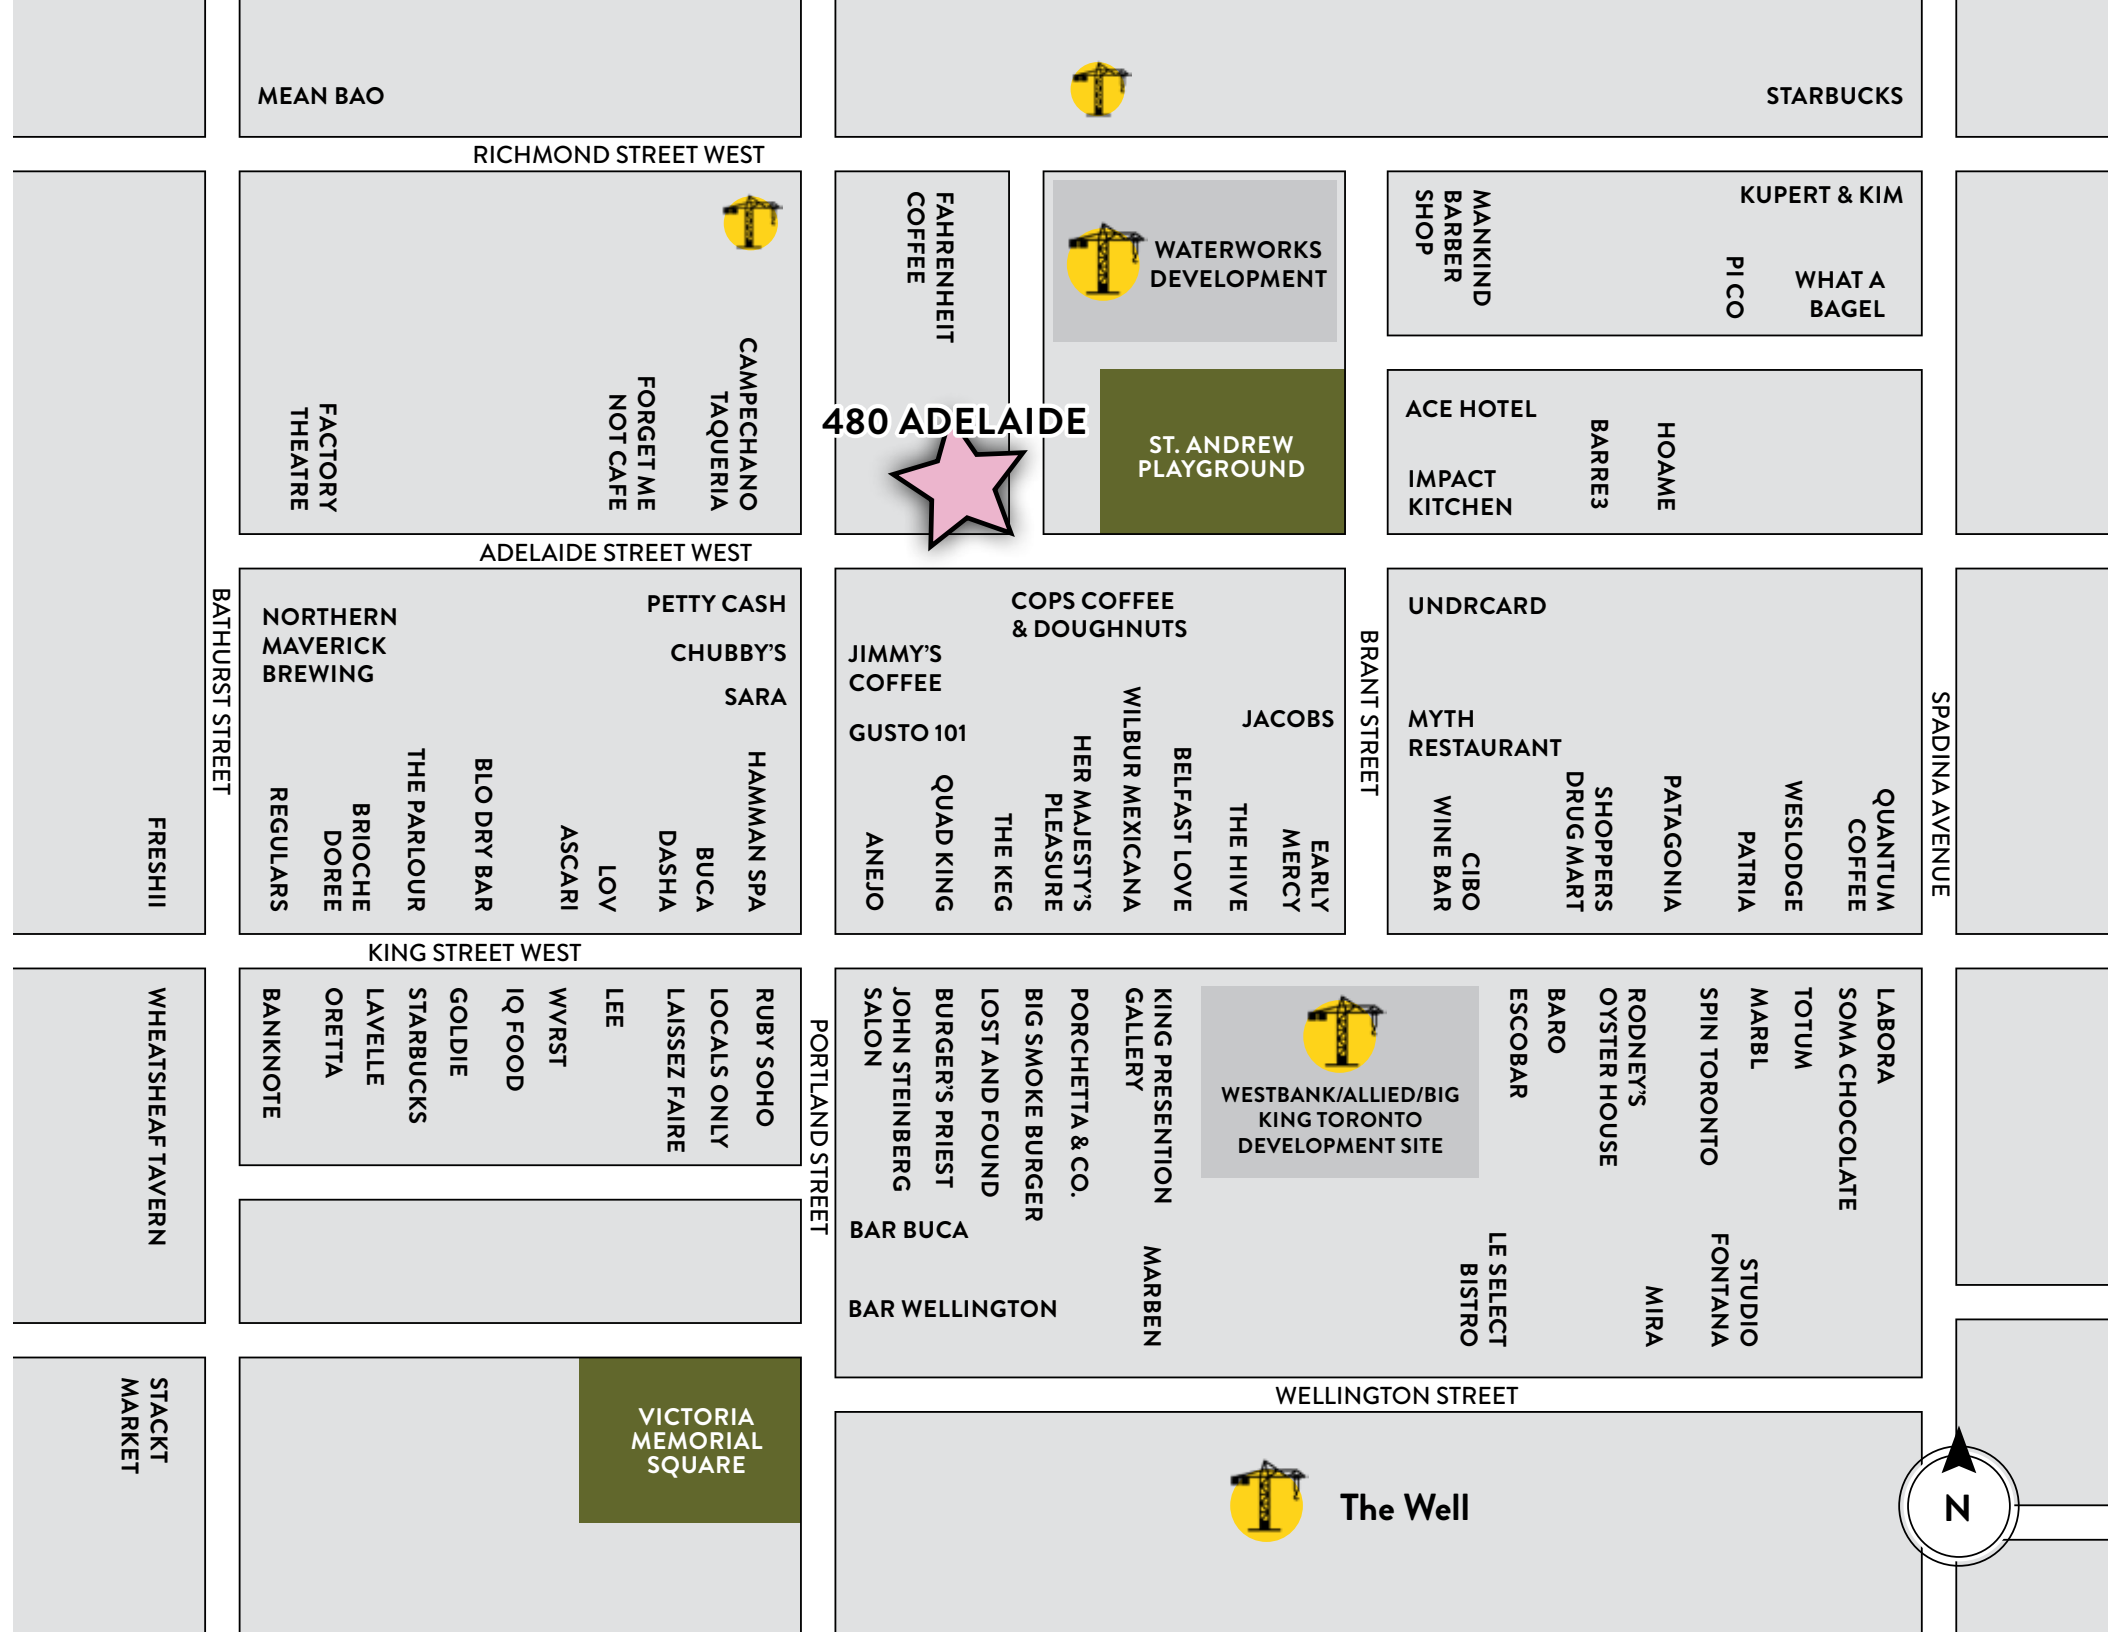 MEAN BAO
STARBUCKS
RICHMOND STREET WEST
FAHRENHEIT
COFFEE
WATERWORKS
DEVELOPMENT
MANKIND
BARBER
SHOP
KUPERT & KIM
PI CO
WHAT A
BAGEL
FACTORY
THEATRE
FORGET ME
NOT CAFE
CAMPECHANO
TAQUERIA
480 ADELAIDE
ST. ANDREW
PLAYGROUND
ACE HOTEL
IMPACT
KITCHEN
BARRE3
HOAME
ADELAIDE STREET WEST
BATHURST STREET
NORTHERN
MAVERICK
BREWING
PETTY CASH
CHUBBY'S
SARA
REGULARS
BRIOCHE
DOREE
THE PARLOUR
BLO DRY BAR
ASCARI
LOV
DASHA
BUCA
HAMMAN SPA
COPS COFFEE
& DOUGHNUTS
JIMMY'S
COFFEE
GUSTO 101
JACOBS
ANEJO
QUAD KING
THE KEG
HER MAJESTY'S
PLEASURE
WILBUR MEXICANA
BELFAST LOVE
THE HIVE
EARLY
MERCY
BRANT STREET
UNDRCARD
MYTH
RESTAURANT
CIBO
WINE BAR
SHOPPERS
DRUG MART
PATAGONIA
PATRIA
WESLODGE
QUANTUM
COFFEE
SPADINA AVENUE
FRESHII
KING STREET WEST
WHEATSHEAF TAVERN
BANKNOTE
ORETTA
LAVELLE
STARBUCKS
GOLDIE
IQ FOOD
WVRST
LEE
LAISSEZ FAIRE
LOCALS ONLY
RUBY SOHO
PORTLAND STREET
JOHN STEINBERG
SALON
BURGER'S PRIEST
LOST AND FOUND
BIG SMOKE BURGER
PORCHETTA & CO.
KING PRESENTION
GALLERY
WESTBANK/ALLIED/BIG
KING TORONTO
DEVELOPMENT SITE
ESCOBAR
BARO
RODNEY'S
OYSTER HOUSE
SPIN TORONTO
MARBL
TOTUM
SOMA CHOCOLATE
LABORA
BAR BUCA
BAR WELLINGTON
MARBEN
LE SELECT
BISTRO
MIRA
STUDIO
FONTANA
WELLINGTON STREET
STACKT
MARKET
VICTORIA
MEMORIAL
SQUARE
The Well
N